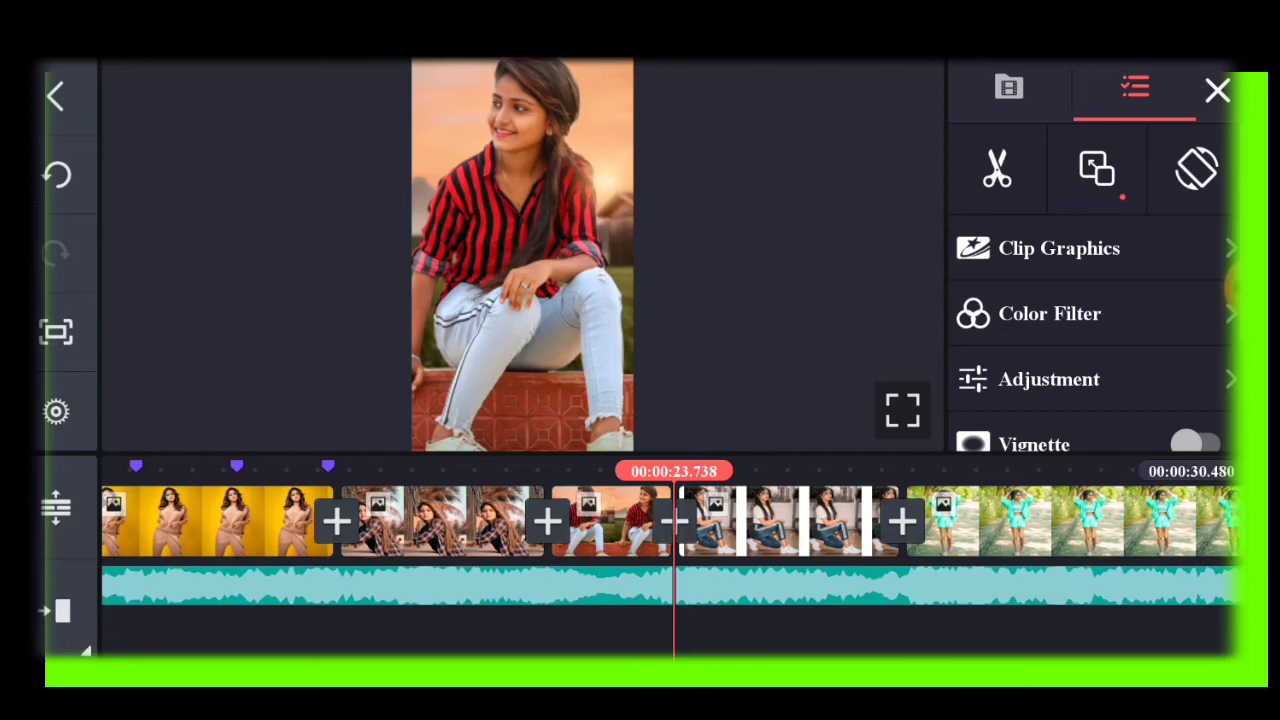 Clip Graphics
Color Filter
Adjustment
Vignette
00:00:23.738
00:00:30.480